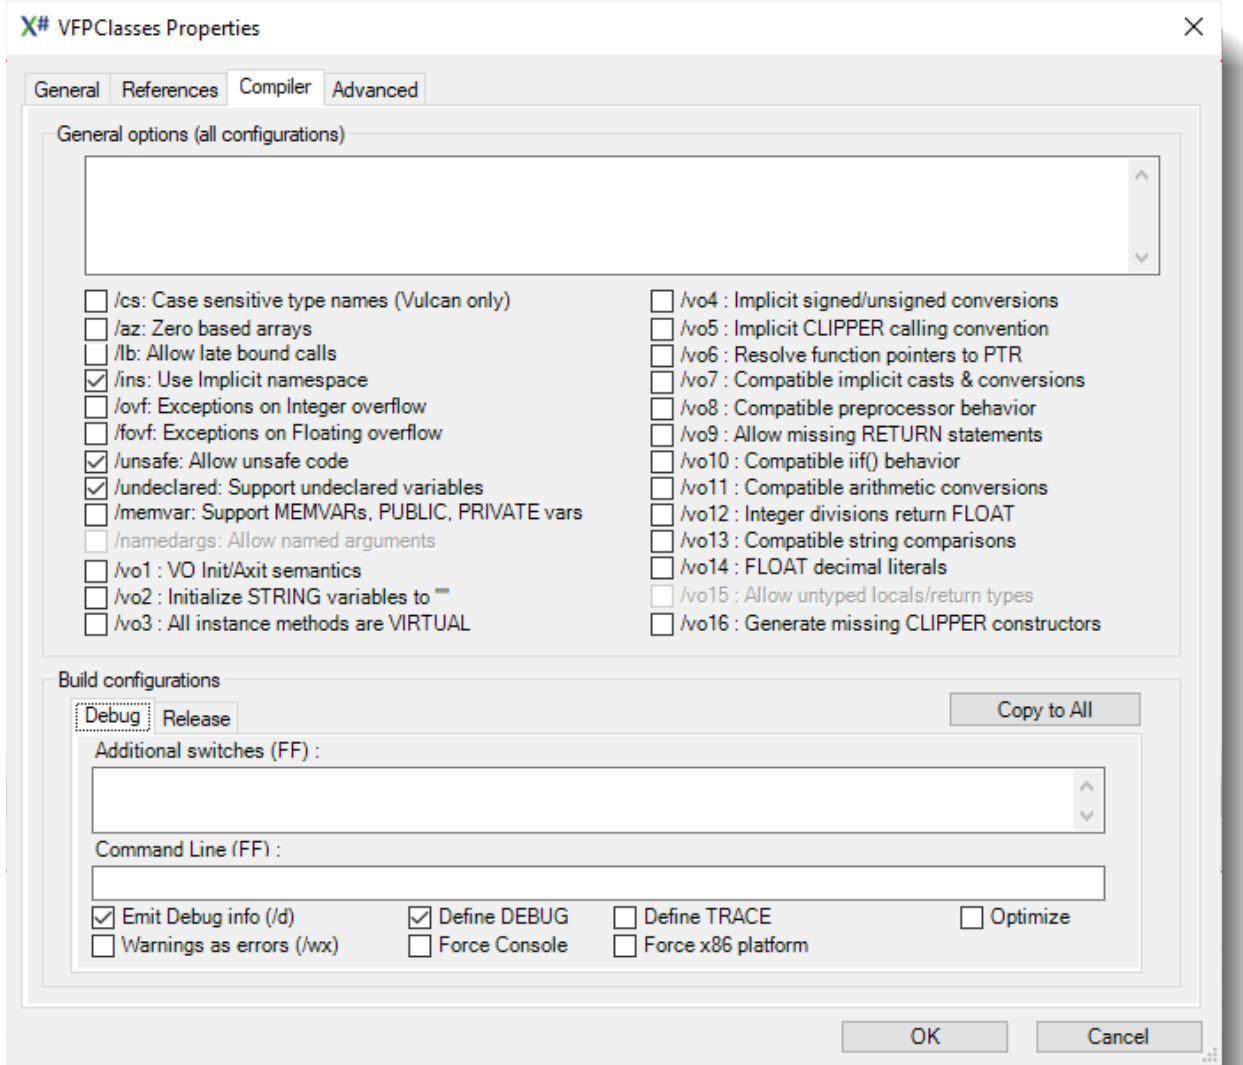 X# VFPClasses Properties
General References Compiler Advanced
General options (all configurations)
/cs: Case sensitive type names (Vulcan only)
/az: Zero based arrays
/lb: Allow late bound calls
/ins: Use Implicit namespace
/ovf: Exceptions on Integer overflow
/fovf: Exceptions on Floating overflow
/unsafe: Allow unsafe code
/undeclared: Support undeclared variables
/memvar: Support MEMVARs, PUBLIC, PRIVATE vars
/namedargs: Allow named arguments
/vo1 : VO Init/Axit semantics
/vo2 : Initialize STRING variables to ""
/vo3 : All instance methods are VIRTUAL
/vo4 : Implicit signed/unsigned conversions
/vo5 : Implicit CLIPPER calling convention
/vo6 : Resolve function pointers to PTR
/vo7 : Compatible implicit casts & conversions
/vo8 : Compatible preprocessor behavior
/vo9 : Allow missing RETURN statements
/vo10 : Compatible iif() behavior
/vo11 : Compatible arithmetic conversions
/vo12 : Integer divisions return FLOAT
/vo13 : Compatible string comparisons
/vo14 : FLOAT decimal literals
/vo15 : Allow untyped locals/return types
/vo16 : Generate missing CLIPPER constructors
Build configurations
Debug Release
Copy to All
Additional switches (FF) :
Command Line (FF) :
Emit Debug info (/d) Define DEBUG Define TRACE Optimize
Warnings as errors (/wx) Force Console Force x86 platform
OK Cancel